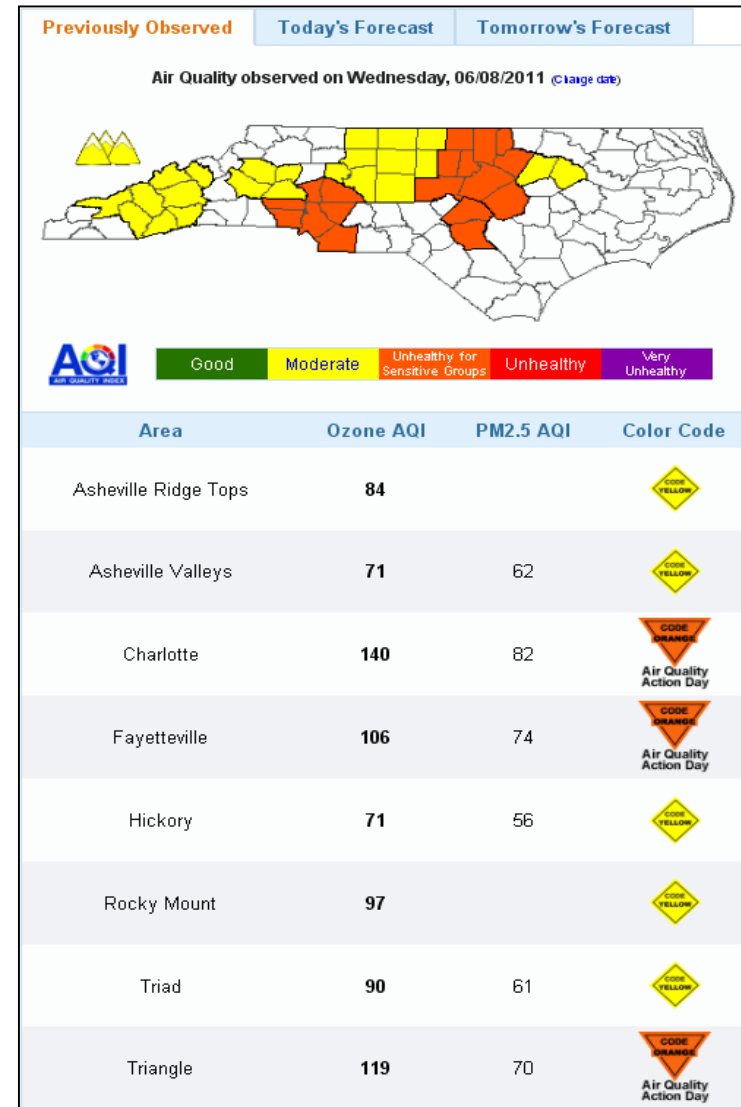 Previously Observed Today's Forecast Tomorrow's Forecast
Air Quality observed on Wednesday, 06/08/2011 (Change date)
AQI
AIR QUALITY INDEX
Good Moderate Unhealthy for Sensitive Groups Unhealthy Very Unhealthy
Area Ozone AQI PM2.5 AQI Color Code
Asheville Ridge Tops 84 CODE YELLOW
Asheville Valleys 71 62 CODE YELLOW
Charlotte 140 82 CODE ORANGE
Air Quality
Action Day
Fayetteville 106 74 CODE ORANGE
Air Quality
Action Day
Hickory 71 56 CODE YELLOW
Rocky Mount 97 CODE YELLOW
Triad 90 61 CODE YELLOW
Triangle 119 70 CODE ORANGE
Air Quality
Action Day